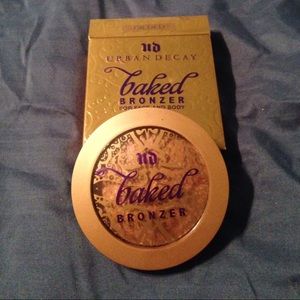 UD
URBAN DECAY
baked
BRONZER
FOR FACE AND BODY
UD
baked
BRONZER